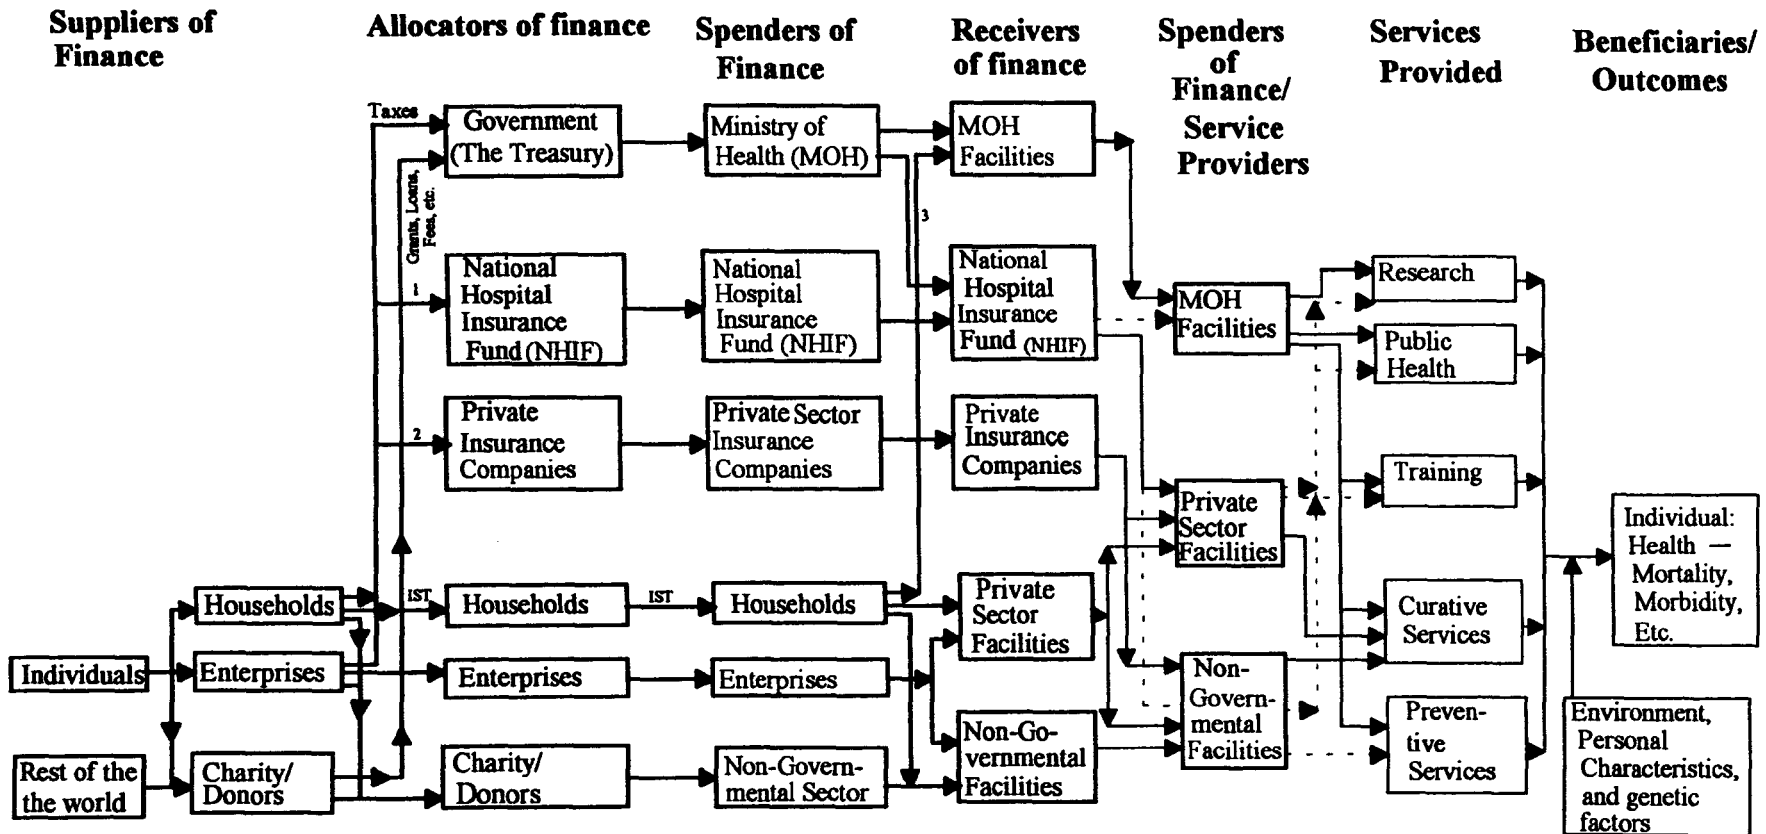 Suppliers of
Finance
Allocators of finance
Spenders of
Finance
Receivers
of finance
Spenders
of
Finance/
Service
Providers
Services
Provided
Beneficiaries/
Outcomes
Taxes
Grants, Loans,
Fees, etc.
1
2
3
IST
IST
Individuals
Rest of the
the world
Households
Enterprises
Charity/
Donors
Government
(The Treasury)
National
Hospital
Insurance
Fund (NHIF)
Private
Insurance
Companies
Households
Enterprises
Charity/
Donors
Ministry of
Health (MOH)
National
Hospital
Insurance
Fund (NHIF)
Private Sector
Insurance
Companies
Households
Enterprises
Non-Govern-
mental Sector
MOH
Facilities
National
Hospital
Insurance
Fund (NHIF)
Private
Insurance
Companies
Private
Sector
Facilities
Non-Go-
vernmental
Facilities
MOH
Facilities
Private
Sector
Facilities
Non-
Govern-
mental
Facilities
Research
Public
Health
Training
Curative
Services
Preven-
tive
Services
Individual:
Health —
Mortality,
Morbidity,
Etc.
Environment,
Personal
Characteristics,
and genetic
factors